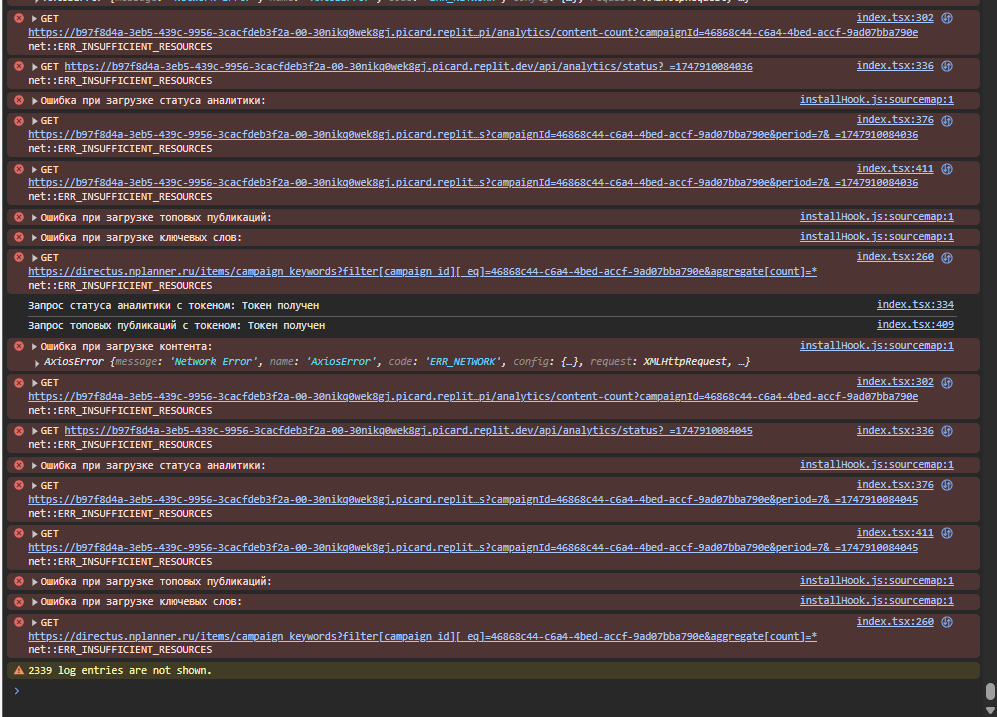 GET index.tsx:302
https://b97f8d4a-3eb5-439c-9956-3cacfdeb3f2a-00-30nikq0wek8gj.picard.replit…pi/analytics/content-count?campaignId=46868c44-c6a4-4bed-accf-9ad07bba790e
net::ERR_INSUFFICIENT_RESOURCES
GET https://b97f8d4a-3eb5-439c-9956-3cacfdeb3f2a-00-30nikq0wek8gj.picard.replit.dev/api/analytics/status?_=1747910084036 index.tsx:336
net::ERR_INSUFFICIENT_RESOURCES
Ошибка при загрузке статуса аналитики: installHook.js:sourcemap:1
GET index.tsx:376
https://b97f8d4a-3eb5-439c-9956-3cacfdeb3f2a-00-30nikq0wek8gj.picard.replit…s?campaignId=46868c44-c6a4-4bed-accf-9ad07bba790e&period=7&_=1747910084036
net::ERR_INSUFFICIENT_RESOURCES
GET index.tsx:411
https://b97f8d4a-3eb5-439c-9956-3cacfdeb3f2a-00-30nikq0wek8gj.picard.replit…s?campaignId=46868c44-c6a4-4bed-accf-9ad07bba790e&period=7&_=1747910084036
net::ERR_INSUFFICIENT_RESOURCES
Ошибка при загрузке топовых публикаций: installHook.js:sourcemap:1
Ошибка при загрузке ключевых слов: installHook.js:sourcemap:1
GET index.tsx:260
https://directus.nplanner.ru/items/campaign_keywords?filter[campaign_id][_eq]=46868c44-c6a4-4bed-accf-9ad07bba790e&aggregate[count]=*
net::ERR_INSUFFICIENT_RESOURCES
Запрос статуса аналитики с токеном: Токен получен index.tsx:334
Запрос топовых публикаций с токеном: Токен получен index.tsx:409
Ошибка при загрузке контента: installHook.js:sourcemap:1
AxiosError {message: 'Network Error', name: 'AxiosError', code: 'ERR_NETWORK', config: {…}, request: XMLHttpRequest, …}
GET index.tsx:302
https://b97f8d4a-3eb5-439c-9956-3cacfdeb3f2a-00-30nikq0wek8gj.picard.replit…pi/analytics/content-count?campaignId=46868c44-c6a4-4bed-accf-9ad07bba790e
net::ERR_INSUFFICIENT_RESOURCES
GET https://b97f8d4a-3eb5-439c-9956-3cacfdeb3f2a-00-30nikq0wek8gj.picard.replit.dev/api/analytics/status?_=1747910084045 index.tsx:336
net::ERR_INSUFFICIENT_RESOURCES
Ошибка при загрузке статуса аналитики: installHook.js:sourcemap:1
GET index.tsx:376
https://b97f8d4a-3eb5-439c-9956-3cacfdeb3f2a-00-30nikq0wek8gj.picard.replit…s?campaignId=46868c44-c6a4-4bed-accf-9ad07bba790e&period=7&_=1747910084045
net::ERR_INSUFFICIENT_RESOURCES
GET index.tsx:411
https://b97f8d4a-3eb5-439c-9956-3cacfdeb3f2a-00-30nikq0wek8gj.picard.replit…s?campaignId=46868c44-c6a4-4bed-accf-9ad07bba790e&period=7&_=1747910084045
net::ERR_INSUFFICIENT_RESOURCES
Ошибка при загрузке топовых публикаций: installHook.js:sourcemap:1
Ошибка при загрузке ключевых слов: installHook.js:sourcemap:1
GET index.tsx:260
https://directus.nplanner.ru/items/campaign_keywords?filter[campaign_id][_eq]=46868c44-c6a4-4bed-accf-9ad07bba790e&aggregate[count]=*
net::ERR_INSUFFICIENT_RESOURCES
2339 log entries are not shown.